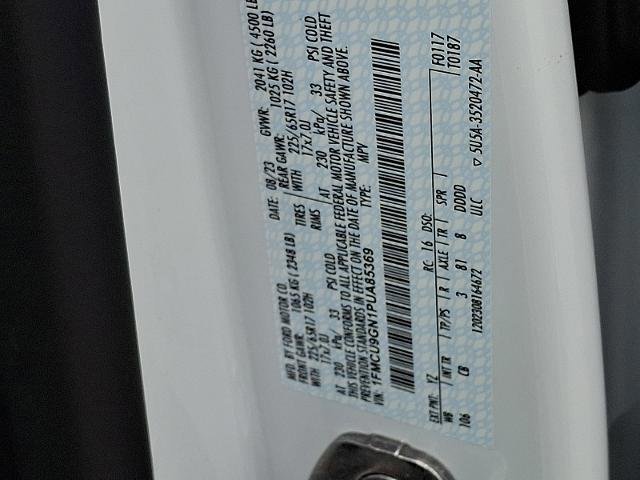 MFD. BY FORD MOTOR CO.
DATE: 08/23 GVWR: 2041 KG ( 4500 LB)
FRONT GAWR: 1065 KG ( 2348 LB) REAR GAWR: 1025 KG ( 2260 LB)
WITH 225/65R17 102H TIRES WITH 225/65R17 102H
17x7.0J RIMS 17x7.0J
AT 230 kPa/ 33 PSI COLD AT 230 kPa/ 33 PSI COLD
THIS VEHICLE CONFORMS TO ALL APPLICABLE FEDERAL MOTOR VEHICLE SAFETY AND THEFT
PREVENTION STANDARDS IN EFFECT ON THE DATE OF MANUFACTURE SHOWN ABOVE.
VIN: 1FMCU9GN1PUA85369 TYPE: MPV
F0117
T0187
EXT PNT: YZ RC: 16 DSO:
WB INT TR TP/PS R AXLE TR SPR
106 CB 3 81 B DDDD
1202308164672 ULC ▽ 5U5A-3520472-AA